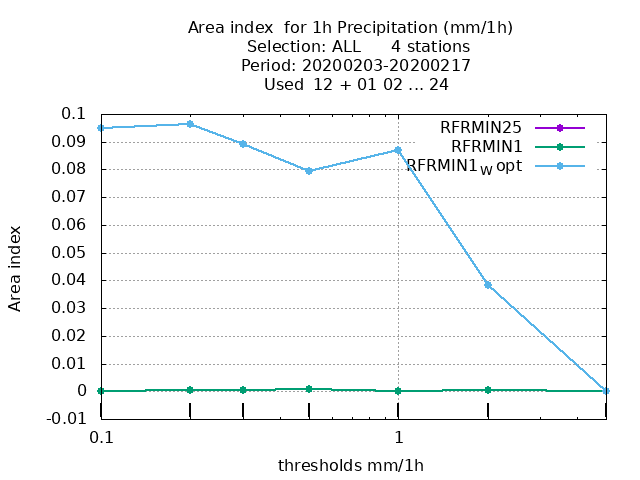 Area index  for 1h Precipitation (mm/1h)
Selection: ALL      4 stations
Period: 20200203-20200217
Used  12 + 01 02 ... 24
RFRMIN25
RFRMIN1
RFRMIN1W opt
0.1
0.09
0.08
0.07
0.06
0.05
0.04
0.03
0.02
0.01
0
-0.01
Area index
0.1
1
thresholds mm/1h